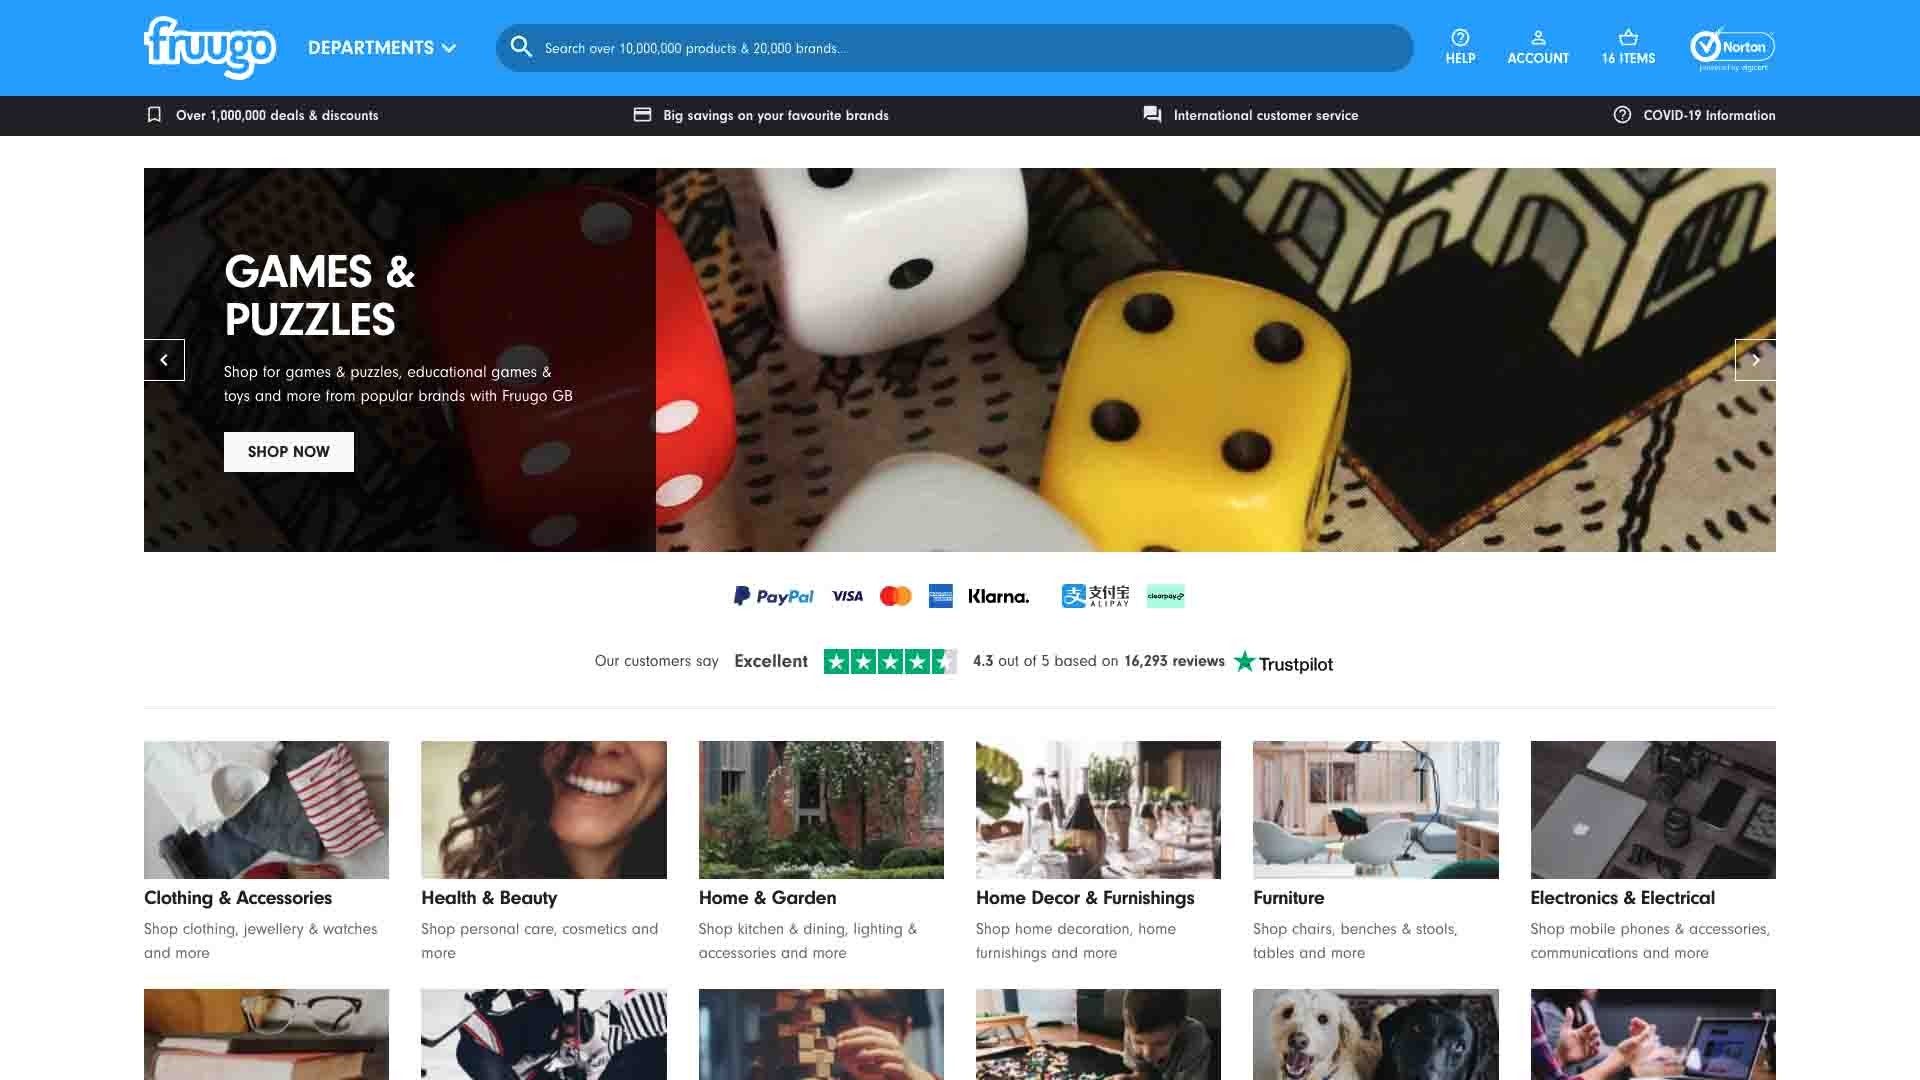 fruugo
DEPARTMENTS
Search over 10,000,000 products & 20,000 brands...
HELP
ACCOUNT
16 ITEMS
Norton
powered by digicert
Over 1,000,000 deals & discounts
Big savings on your favourite brands
International customer service
COVID-19 Information
GAMES &
PUZZLES
Shop for games & puzzles, educational games &
toys and more from popular brands with Fruugo GB
SHOP NOW
PayPal
VISA
Klarna.
支 支付宝
ALIPAY
clearpay
Our customers say Excellent 4.3 out of 5 based on 16,293 reviews Trustpilot
Clothing & Accessories
Shop clothing, jewellery & watches
and more
Health & Beauty
Shop personal care, cosmetics and
more
Home & Garden
Shop kitchen & dining, lighting &
accessories and more
Home Decor & Furnishings
Shop home decoration, home
furnishings and more
Furniture
Shop chairs, benches & stools,
tables and more
Electronics & Electrical
Shop mobile phones & accessories,
communications and more